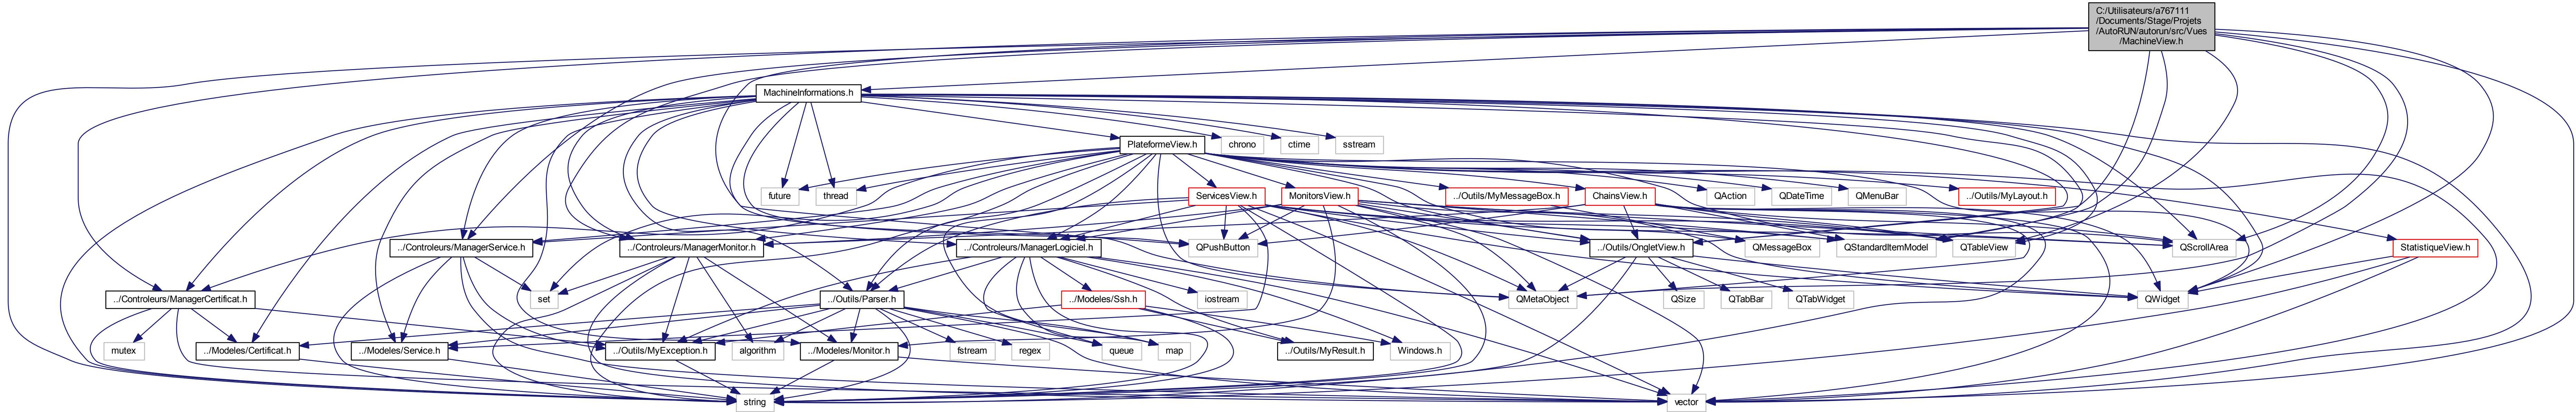 C:/Utilisateurs/a767111
/Documents/Stage/Projets
/AutoRUN/autorun/src/Vues
/MachineView.h
MachineInformations.h
PlateformeView.h
chrono
ctime
sstream
future
thread
ServicesView.h
MonitorsView.h
../Outils/MyMessageBox.h
ChainsView.h
QAction
QDateTime
QMenuBar
../Outils/MyLayout.h
../Controleurs/ManagerService.h
../Controleurs/ManagerMonitor.h
../Controleurs/ManagerLogiciel.h
QPushButton
../Outils/OngletView.h
QMessageBox
QStandardItemModel
QTableView
QScrollArea
StatistiqueView.h
../Controleurs/ManagerCertificat.h
set
../Outils/Parser.h
../Modeles/Ssh.h
iostream
QMetaObject
QSize
QTabBar
QTabWidget
QWidget
mutex
../Modeles/Certificat.h
../Modeles/Service.h
../Outils/MyException.h
algorithm
../Modeles/Monitor.h
fstream
regex
queue
map
../Outils/MyResult.h
Windows.h
string
vector